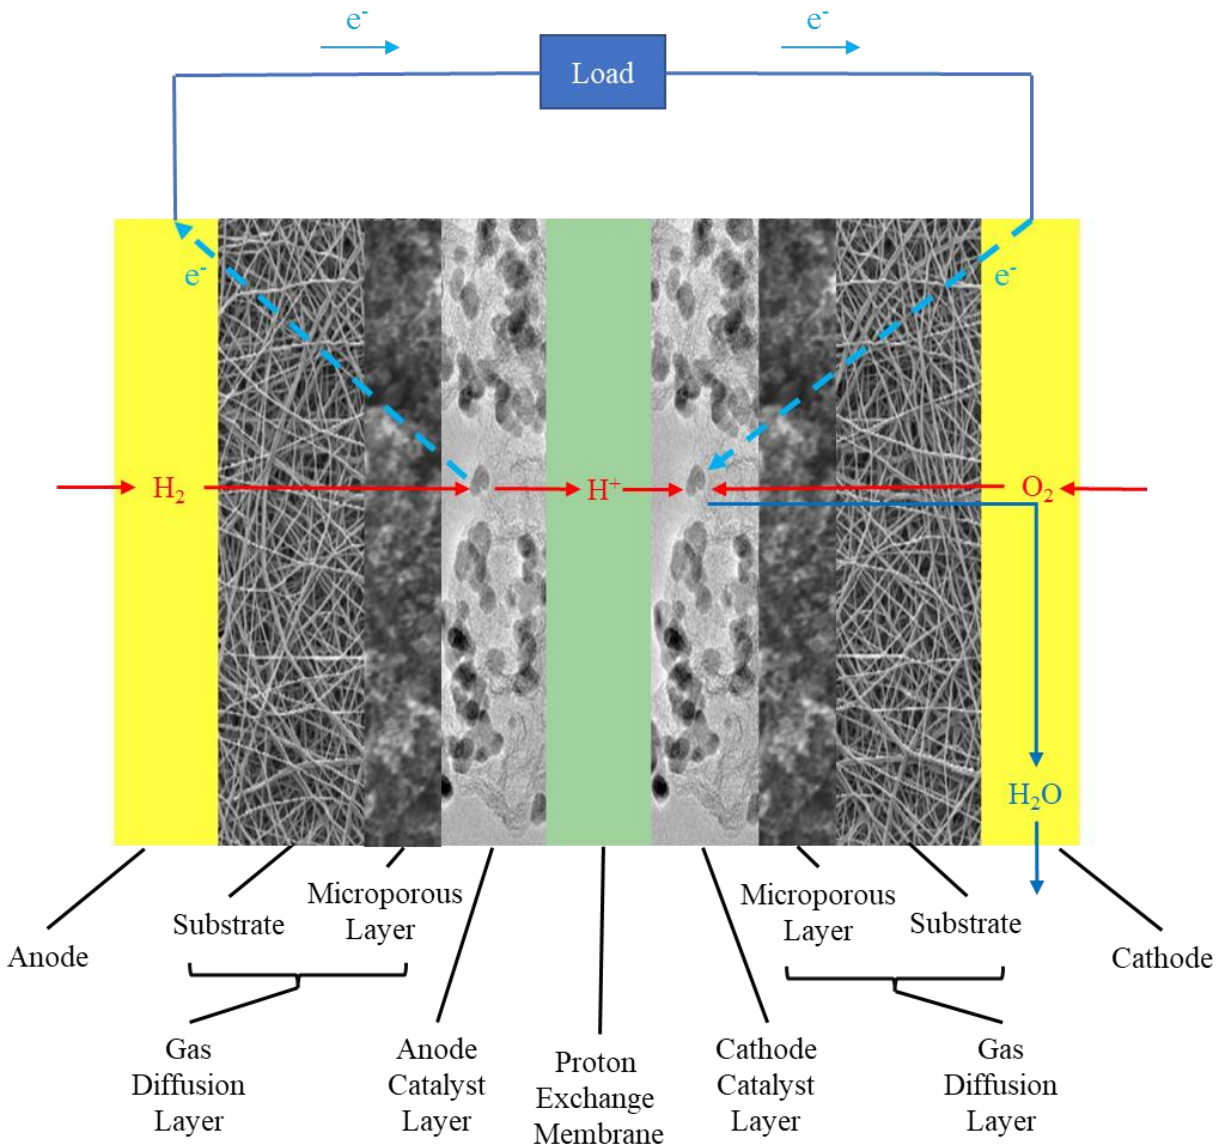 e⁻
e⁻
Load
e⁻
e⁻
H₂
H⁺
O₂
H₂O
Microporous
Layer
Substrate
Anode
Microporous
Layer
Substrate
Cathode
Gas
Diffusion
Layer
Anode
Catalyst
Layer
Proton
Exchange
Membrane
Cathode
Catalyst
Layer
Gas
Diffusion
Layer